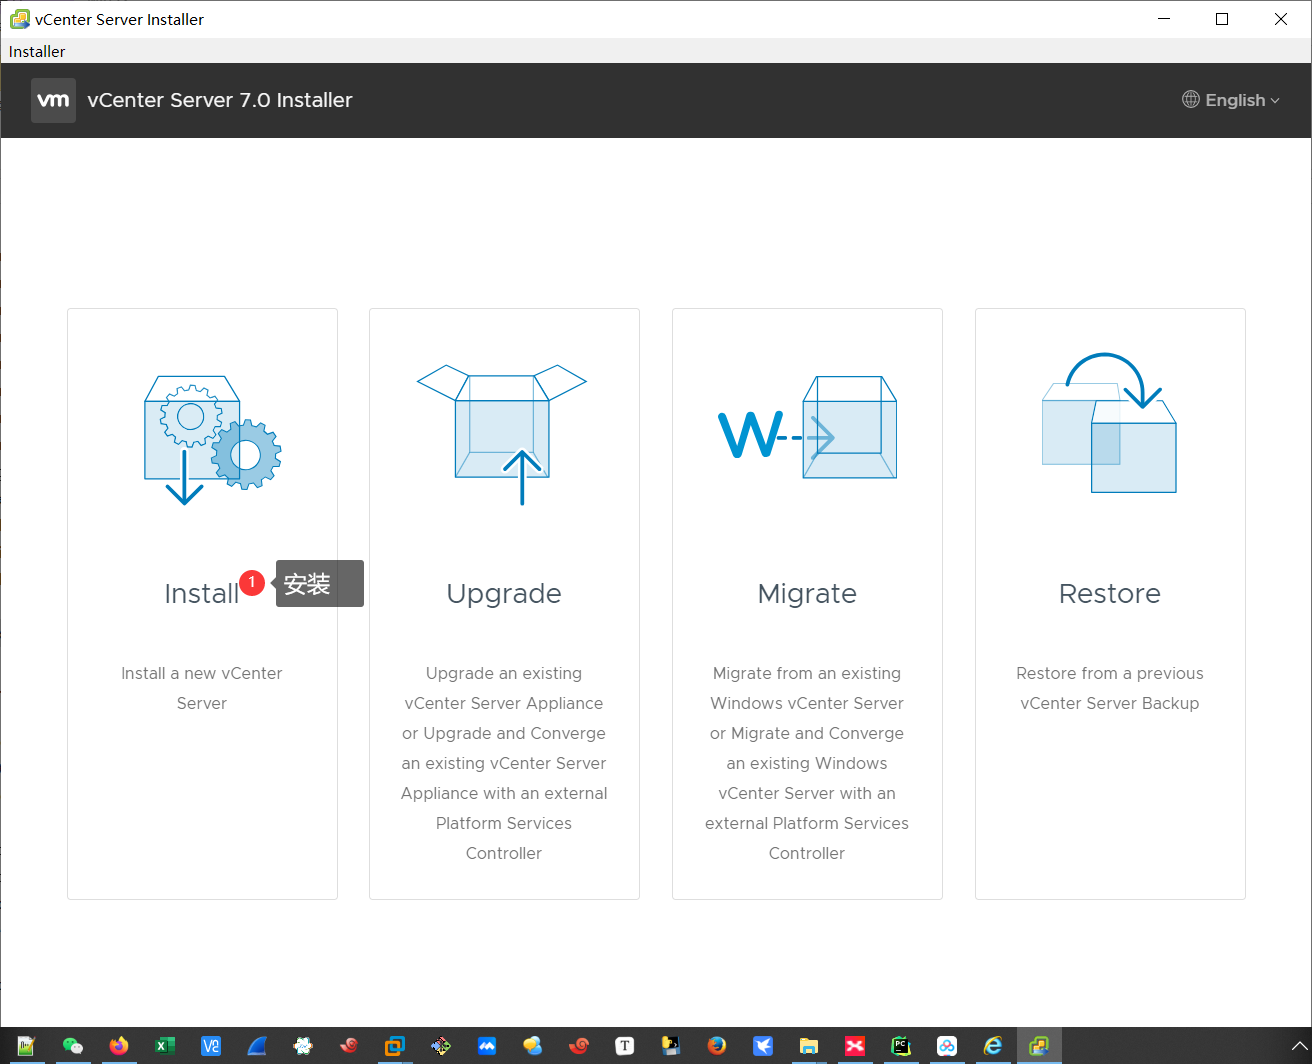 vCenter Server Installer
Installer
vm vCenter Server 7.0 Installer
English
Install
1
安装
Install a new vCenter
Server
Upgrade
Upgrade an existing
vCenter Server Appliance
or Upgrade and Converge
an existing vCenter Server
Appliance with an external
Platform Services
Controller
W
Migrate
Migrate from an existing
Windows vCenter Server
or Migrate and Converge
an existing Windows
vCenter Server with an
external Platform Services
Controller
Restore
Restore from a previous
vCenter Server Backup